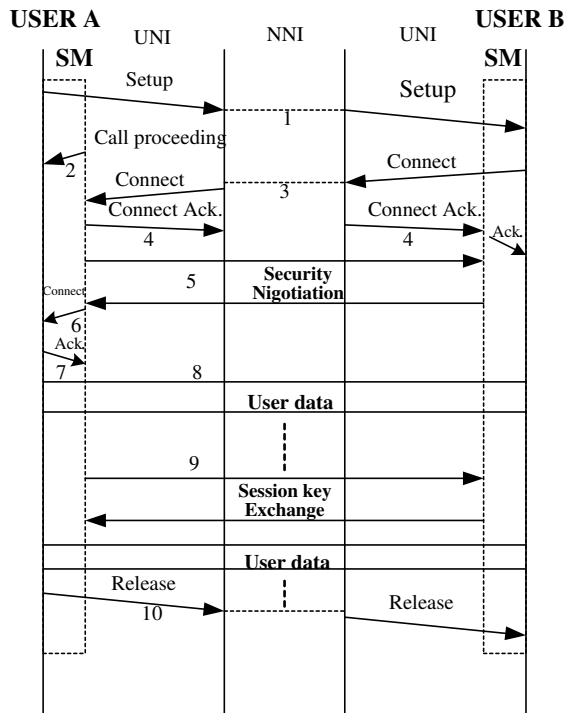 USER A
USER B
UNI
NNI
UNI
SM
SM
Setup
Setup
1
Call proceeding
2
Connect
Connect
3
Connect Ack.
Connect Ack.
4
4
Ack.
5
Security
Nigotiation
Connect
6
Ack.
7
8
User data
9
Session key
Exchange
User data
Release
10
Release